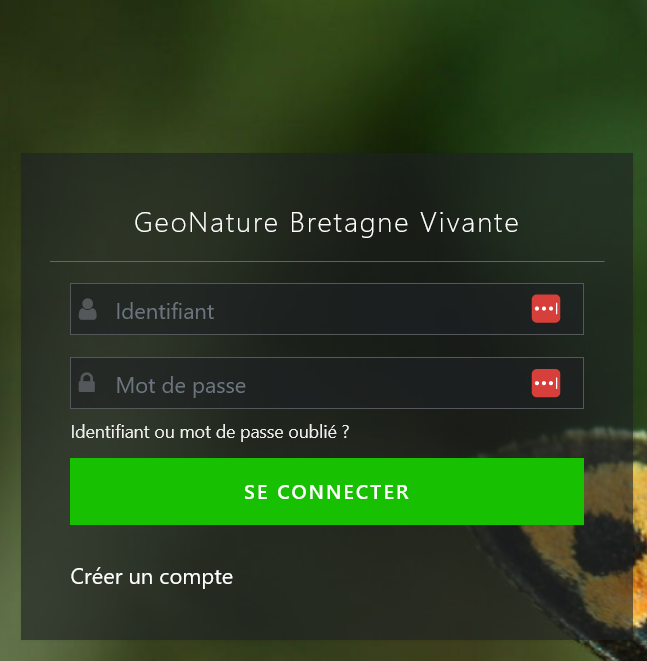 GeoNature Bretagne Vivante
Identifiant
Mot de passe
Identifiant ou mot de passe oublié ?
SE CONNECTER
Créer un compte